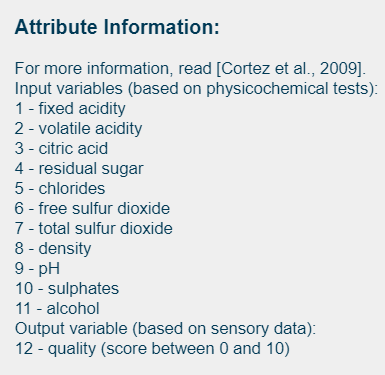 Attribute Information:
For more information, read [Cortez et al., 2009].
Input variables (based on physicochemical tests):
1 - fixed acidity
2 - volatile acidity
3 - citric acid
4 - residual sugar
5 - chlorides
6 - free sulfur dioxide
7 - total sulfur dioxide
8 - density
9 - pH
10 - sulphates
11 - alcohol
Output variable (based on sensory data):
12 - quality (score between 0 and 10)